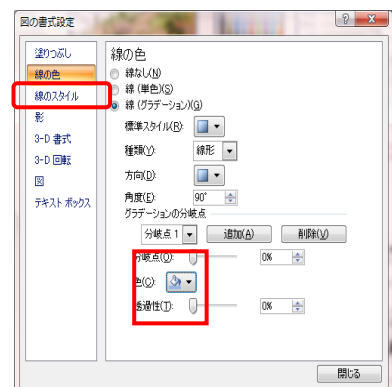 図の書式設定
塗りつぶし
線の色
線のスタイル
影
3-D 書式
3-D 回転
図
テキスト ボックス
線の色
線なし(N)
線 (単色)(S)
線 (グラデーション)(G)
標準スタイル(R):
種類(Y): 線形
方向(D):
角度(E): 90°
グラデーションの分岐点
分岐点 1 追加(A) 削除(V)
分岐点(O): 0%
色(C):
透過性(T): 0%
閉じる